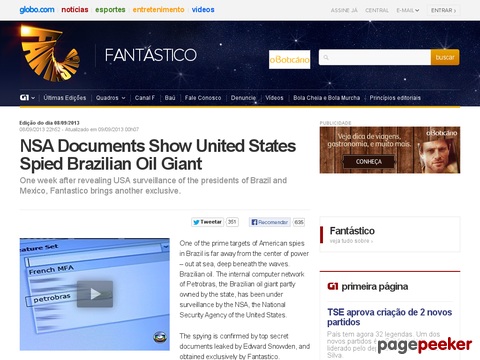 globo.com notícias esportes entretenimento vídeos
ASSINE JÁ CENTRAL E-MAIL ENTRAR
FANTÁSTICO
oBoticário
buscar
G1 Últimas Edições Quadros Canal F Baú Fale Conosco Denuncie Vídeos Bola Cheia e Bola Murcha Princípios editoriais
Edição do dia 08/09/2013
08/09/2013 22h52 - Atualizado em 09/09/2013 00h07
NSA Documents Show United States
Spied Brazilian Oil Giant
One week after revealing USA surveillance of the presidents of Brazil and
Mexico, Fantastico brings another exclusive.
Tweetar 351 Recomendar 636
ature Set
French MFA
petrobras
One of the prime targets of American spies
in Brazil is far away from the center of power
– out at sea, deep beneath the waves.
Brazilian oil. The internal computer network
of Petrobras, the Brazilian oil giant partly
owned by the state, has been under
surveillance by the NSA, the National
Security Agency of the United States.
The spying is confirmed by top secret
documents leaked by Edward Snowden, and
obtained exclusively by Fantastico.
PUBLICIDADE
Dicas de viagens,
gastronomia,
e muito mais.
CONHEÇA
oBoticário
Fantástico
veja tudo sobre ›
G1 primeira página
TSE aprova criação de 2 novos
partidos
País tem agora 32 legendas. Um
dos novos partidos é
liderado pelo dep
Silva.
pagepeeker